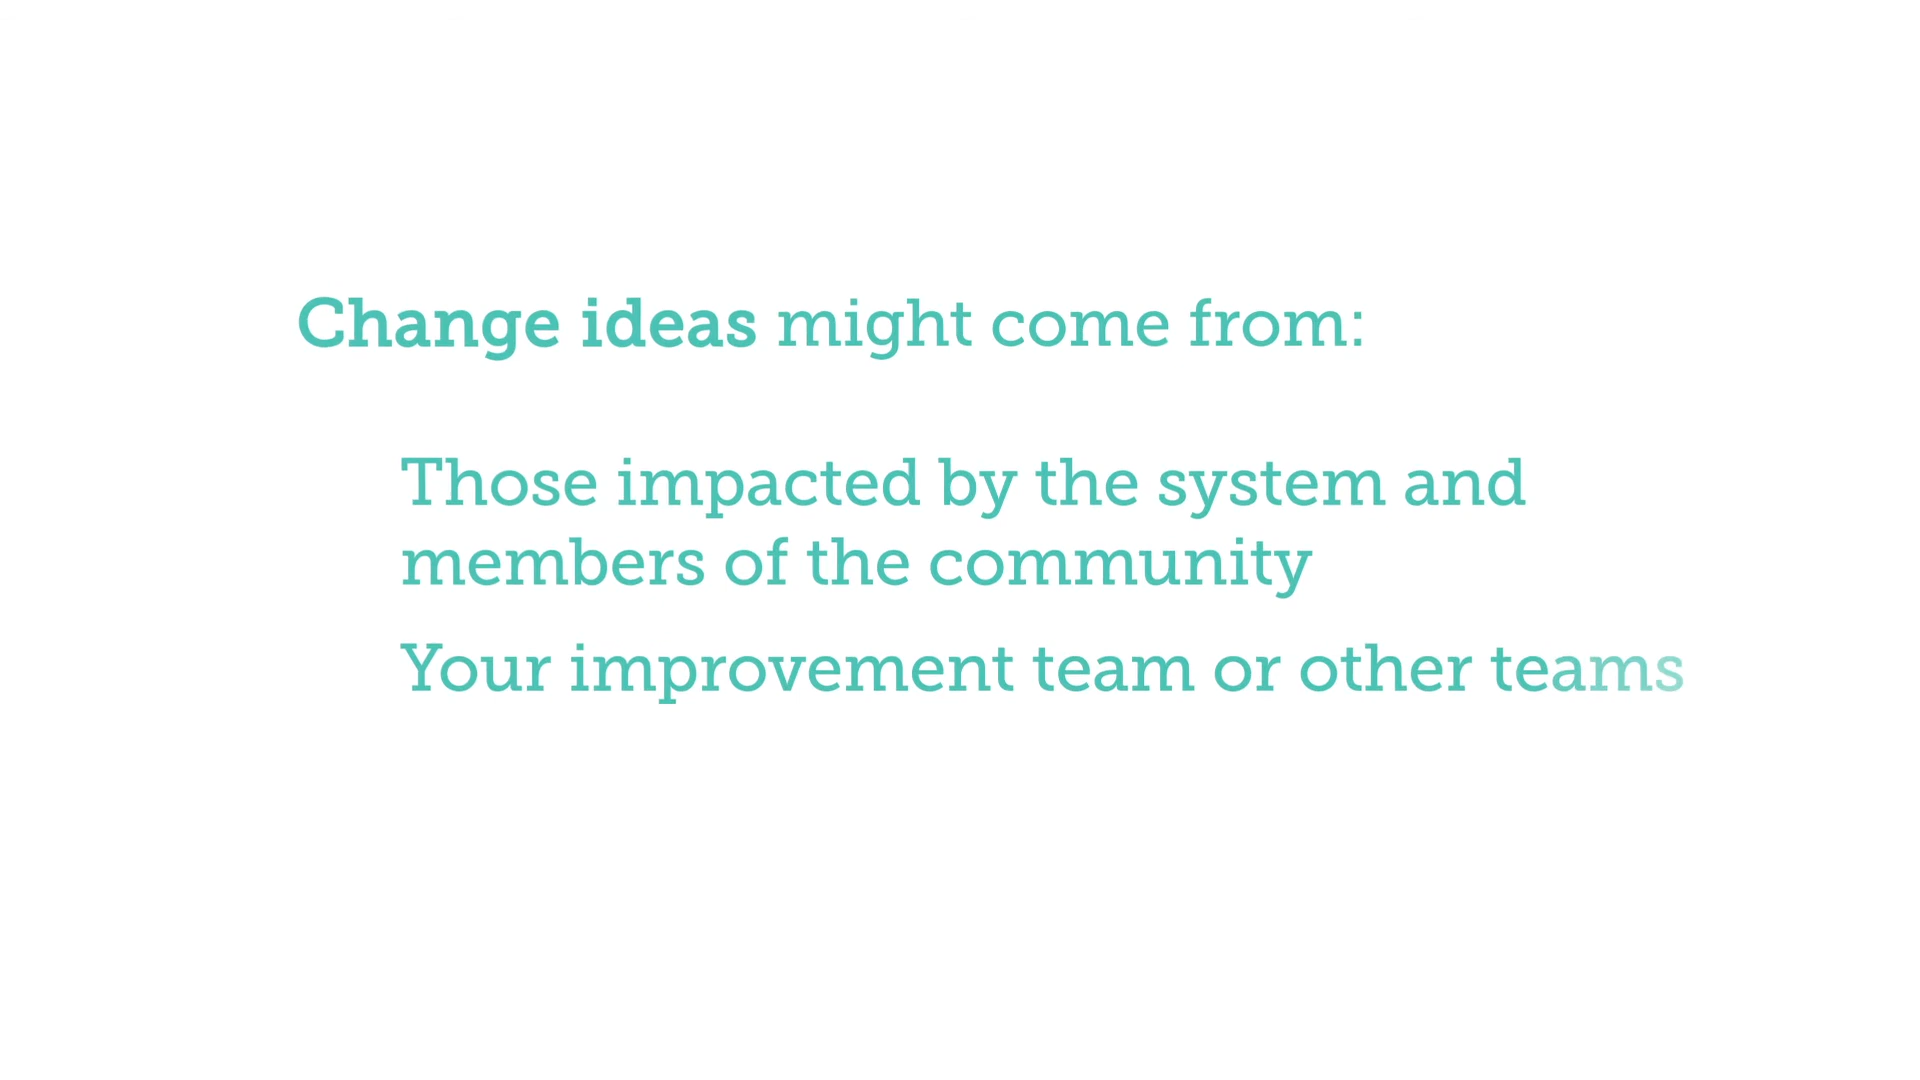 Change ideas might come from:
Those impacted by the system and
members of the community
Your improvement team or other teams